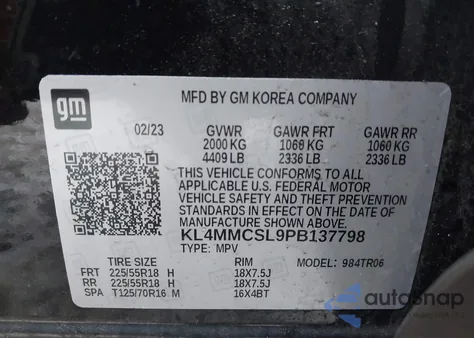 gm
MFD BY GM KOREA COMPANY
02/23 GVWR GAWR FRT GAWR RR
2000 KG 1060 KG 1060 KG
4409 LB 2336 LB 2336 LB
THIS VEHICLE CONFORMS TO ALL
APPLICABLE U.S. FEDERAL MOTOR
VEHICLE SAFETY AND THEFT PREVENTION
STANDARDS IN EFFECT ON THE DATE OF
MANUFACTURE SHOWN ABOVE.
KL4MMCSL9PB137798
TYPE: MPV
TIRE SIZE RIM MODEL: 984TR06
FRT 225/55R18 H 18X7.5J
RR 225/55R18 H 18X7.5J
SPA T125/70R16 M 16X4BT
autosnap